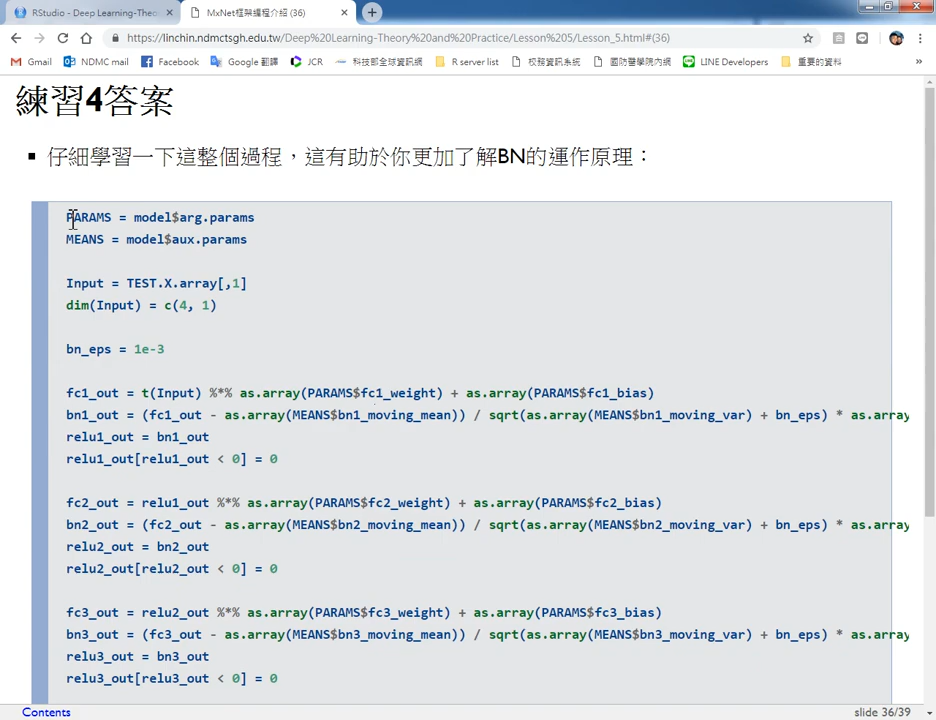 RStudio - Deep Learning-Theo
MxNet框架編程介紹 (36)
https://linchin.ndmctsgh.edu.tw/Deep%20Learning-Theory%20and%20Practice/Lesson%205/Lesson_5.html#(36)
Gmail NDMC mail Facebook Google 翻譯 JCR 科技部全球資訊網 R server list 校務資訊系統 國防醫學院內網 LINE Developers 重要的資料 »
練習4答案
仔細學習一下這整個過程，這有助於你更加了解BN的運作原理：
PARAMS = model$arg.params
MEANS = model$aux.params
Input = TEST.X.array[,1]
dim(Input) = c(4, 1)
bn_eps = 1e-3
fc1_out = t(Input) %*% as.array(PARAMS$fc1_weight) + as.array(PARAMS$fc1_bias)
bn1_out = (fc1_out - as.array(MEANS$bn1_moving_mean)) / sqrt(as.array(MEANS$bn1_moving_var) + bn_eps) * as.array
relu1_out = bn1_out
relu1_out[relu1_out < 0] = 0
fc2_out = relu1_out %*% as.array(PARAMS$fc2_weight) + as.array(PARAMS$fc2_bias)
bn2_out = (fc2_out - as.array(MEANS$bn2_moving_mean)) / sqrt(as.array(MEANS$bn2_moving_var) + bn_eps) * as.array
relu2_out = bn2_out
relu2_out[relu2_out < 0] = 0
fc3_out = relu2_out %*% as.array(PARAMS$fc3_weight) + as.array(PARAMS$fc3_bias)
bn3_out = (fc3_out - as.array(MEANS$bn3_moving_mean)) / sqrt(as.array(MEANS$bn3_moving_var) + bn_eps) * as.array
relu3_out = bn3_out
relu3_out[relu3_out < 0] = 0
Contents
slide 36/39